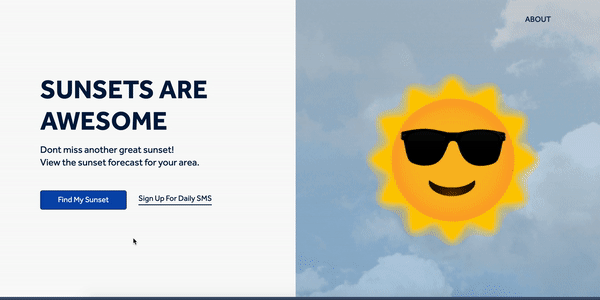 ABOUT
SUNSETS ARE
AWESOME
Dont miss another great sunset!
View the sunset forecast for your area.
Find My Sunset
Sign Up For Daily SMS